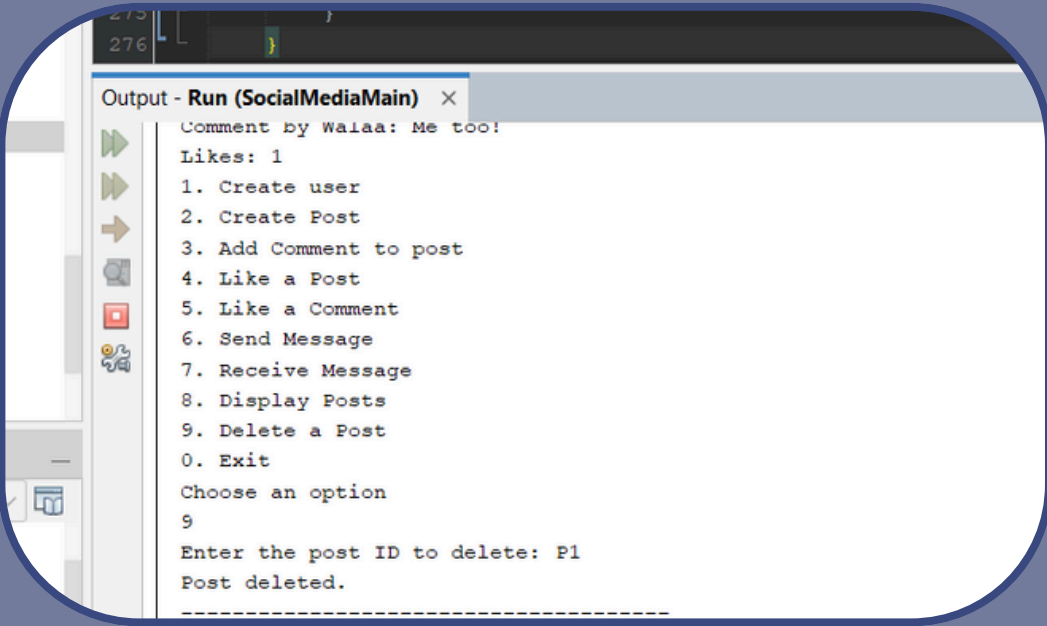 275 }
276 }
Output - Run (SocialMediaMain) ×
Comment by Walaa: Me too!
Likes: 1
1. Create user
2. Create Post
3. Add Comment to post
4. Like a Post
5. Like a Comment
6. Send Message
7. Receive Message
8. Display Posts
9. Delete a Post
0. Exit
Choose an option
9
Enter the post ID to delete: P1
Post deleted.
--------------------------------------